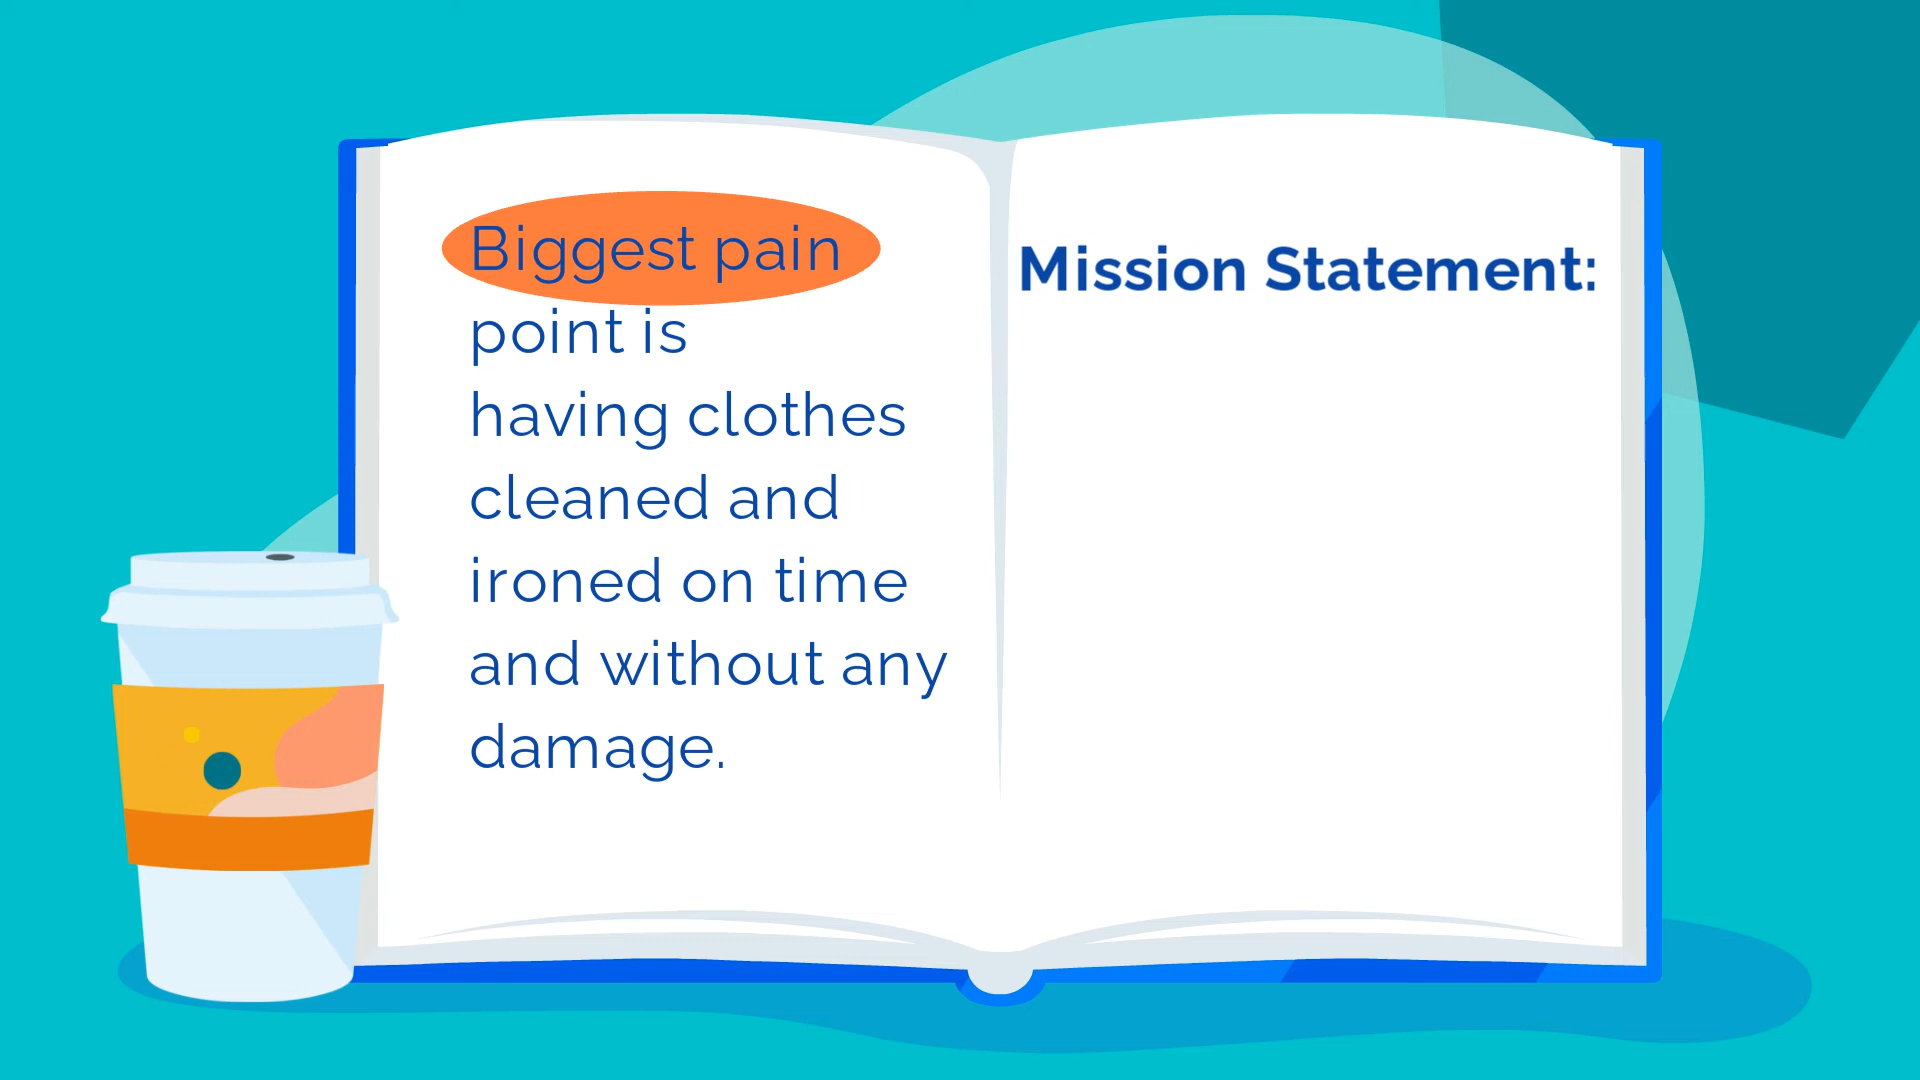 Biggest pain
point is
having clothes
cleaned and
ironed on time
and without any
damage.
Mission Statement: